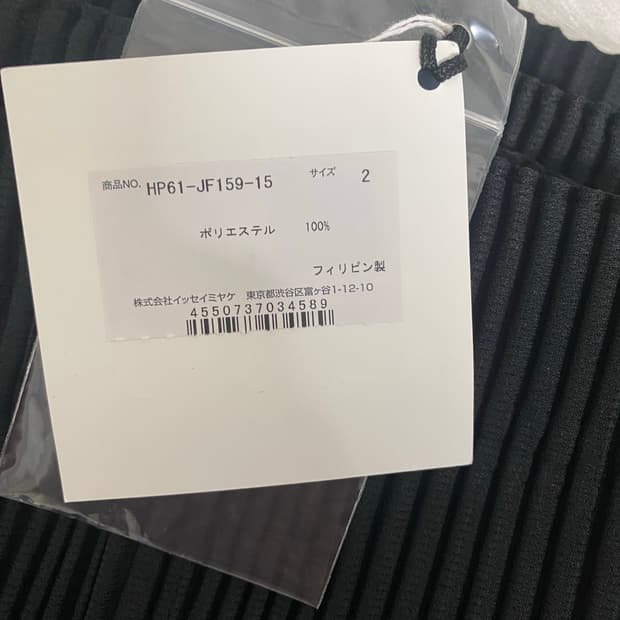 商品NO. HP61-JF159-15 サイズ 2
ポリエステル 100%
フィリピン製
株式会社イッセイミヤケ 東京都渋谷区富ヶ谷1-12-10
4550737034589